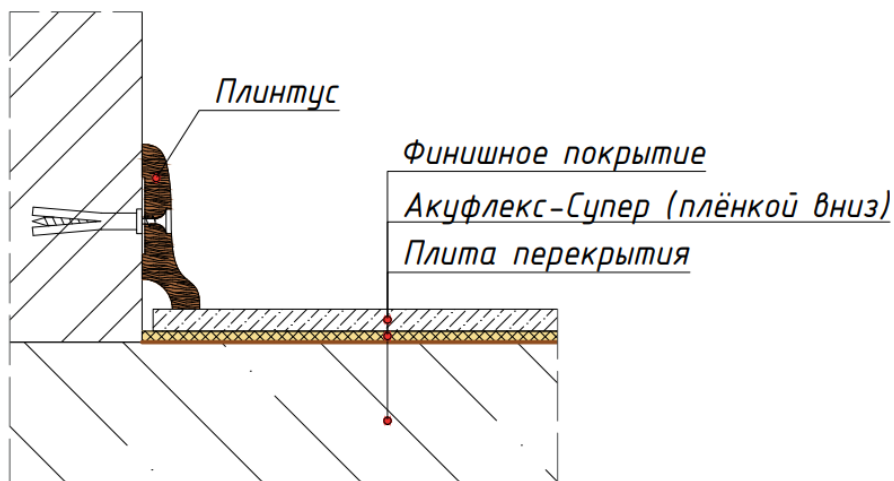 Плинтус
Финишное покрытие
Акуфлекс-Супер (плёнкой вниз)
Плита перекрытия